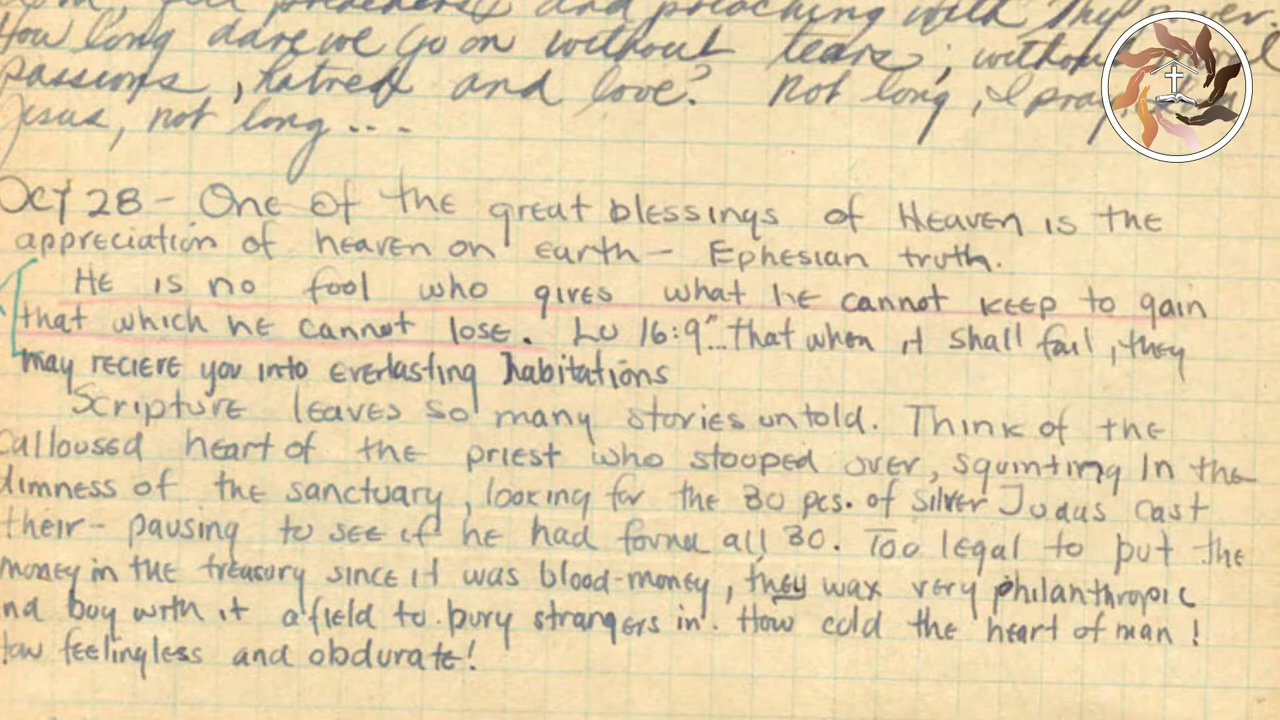 and preaching with Thy power.
How long dare we go on without tears, without moral
passions, hatred and love? Not long, I pray,
Jesus, not long....
Oct 28 - One of the great blessings of Heaven is the
appreciation of heaven on earth - Ephesian truth.
He is no fool who gives what he cannot keep to gain
that which he cannot lose. Lu 16:9 "...that when it shall fail, they
may recieve you into everlasting habitations
Scripture leaves so many stories untold. Think of the
calloused heart of the priest who stooped over, squinting in the
dimness of the sanctuary, looking for the 30 pcs. of silver Judas cast
their - pausing to see if he had found all 30. Too legal to put the
money in the treasury since it was blood-money, they wax very philanthropic
and buy with it a field to bury strangers in. How cold the heart of man!
How feelingless and obdurate!